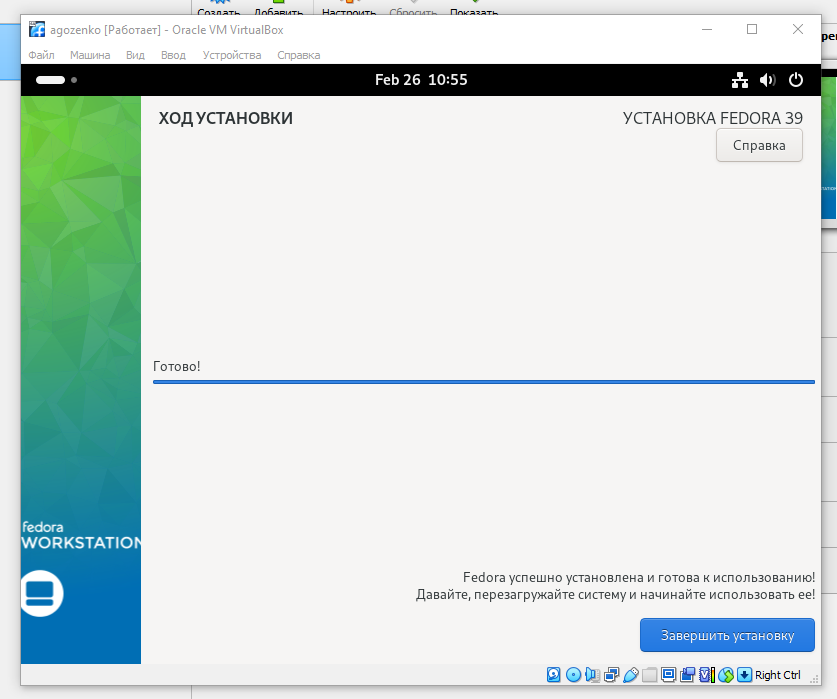 Создать Добавить Настроить Сбросить Показать
agozenko [Работает] - Oracle VM VirtualBox
Файл Машина Вид Ввод Устройства Справка
Feb 26 10:55
ХОД УСТАНОВКИ
УСТАНОВКА FEDORA 39
Справка
Готово!
fedora
WORKSTATION
Fedora успешно установлена и готова к использованию!
Давайте, перезагружайте систему и начинайте использовать ее!
Завершить установку
Right Ctrl